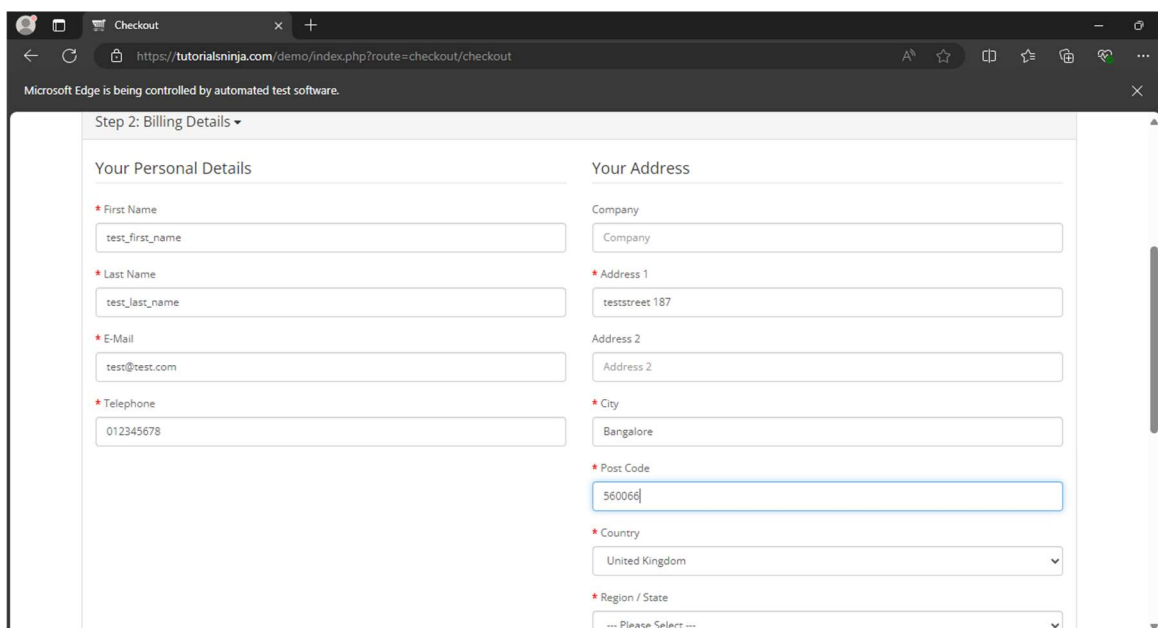 Checkout
https://tutorialsninja.com/demo/index.php?route=checkout/checkout
Microsoft Edge is being controlled by automated test software.
Step 2: Billing Details
Your Personal Details
* First Name
test_first_name
* Last Name
test_last_name
* E-Mail
test@test.com
* Telephone
012345678
Your Address
Company
Company
* Address 1
teststreet 187
Address 2
Address 2
* City
Bangalore
* Post Code
560066
* Country
United Kingdom
* Region / State
--- Please Select ---